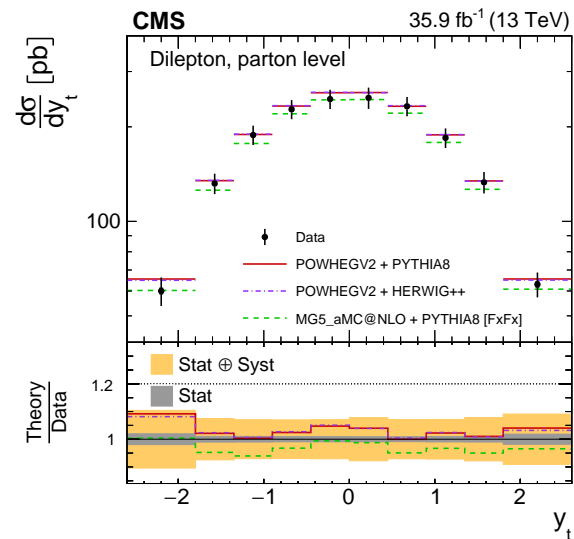 CMS 35.9 fb⁻¹ (13 TeV)
dσ/dy_t [pb]
Dilepton, parton level
100
Data
POWHEGV2 + PYTHIA8
POWHEGV2 + HERWIG++
MG5_aMC@NLO + PYTHIA8 [FxFx]
Theory/Data
Stat ⊕ Syst
1.2
Stat
1
−2 −1 0 1 2
y_t